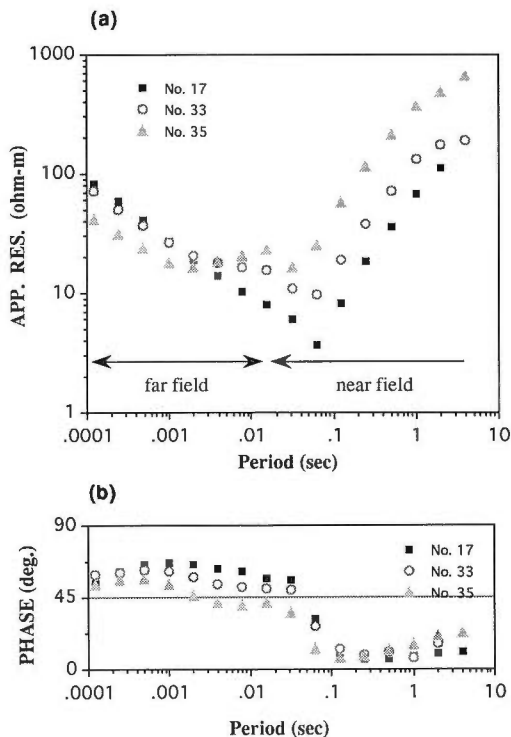 (a)
1000
100
10
1
APP. RES. (ohm-m)
No. 17
No. 33
No. 35
far field
near field
.0001
.001
.01
.1
1
10
Period (sec)
(b)
90
45
0
PHASE (deg.)
No. 17
No. 33
No. 35
.0001
.001
.01
.1
1
10
Period (sec)